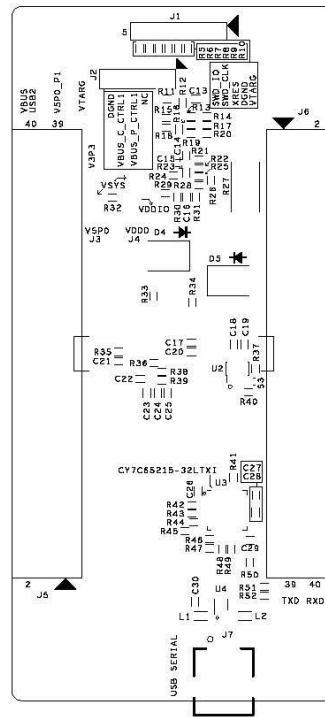 J1
5
R5
R6
R7
R8
R9
R10
J2
SWD_IO
SWD_CLK
XRES
DGND
VTARG
VBUS
USB2
V5P0_P1
VTARG
40 39
DGND
VBUS_C_CTRL1
VBUS_P_CTRL1
NC
V3P3
R11
R12
C13
R13
R15
R16
R18
R14
R17
R20
J6
2
R19
C14
C15
R21
R22
R23
R24
R25
R26
R27
VSYS
R32
R29
R28
VDDIO
R30
C16
R31
V5P0
J3
VDDD
J4
D4
D5
R33
R34
C17
C20
C18
C19
R35
C21
R36
R37
U2
S3
R38
R39
C22
C23
C24
C25
R40
CY7C65215-32LTXI
R41
C27
C28
C26
U3
R42
R43
R44
R45
R46
R47
R48
R49
C29
R50
R51
R52
2
J5
39 40
TXD RXD
C30
U4
L1
L2
J7
USB SERIAL